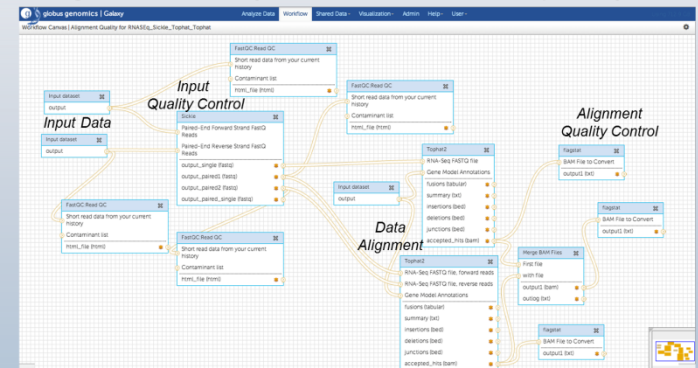 globus genomics | Galaxy
Analyze Data Workflow Shared Data Visualization Admin Help User
Workflow Canvas | Alignment Quality for RNASeq_Sickle_Tophat_Tophat
FastQC:Read QC
Short read data from your current
history
Contaminant list
html_file (html)
Input dataset
output
Input
Quality Control
FastQC:Read QC
Short read data from your current
history
Contaminant list
html_file (html)
Input Data
Input dataset
output
Sickle
Paired-End Forward Strand FastQ
Reads
Paired-End Reverse Strand FastQ
Reads
output_single (fastq)
output_paired1 (fastq)
output_paired2 (fastq)
output_paired_single (fastq)
Alignment
Quality Control
Tophat2
RNA-Seq FASTQ file
Gene Model Annotations
fusions (tabular)
summary (txt)
insertions (bed)
deletions (bed)
junctions (bed)
accepted_hits (bam)
flagstat
BAM File to Convert
output1 (txt)
Input dataset
output
FastQC:Read QC
Short read data from your current
history
Contaminant list
html_file (html)
FastQC:Read QC
Short read data from your current
history
Contaminant list
html_file (html)
Data
Alignment
flagstat
BAM File to Convert
output1 (txt)
Tophat2
RNA-Seq FASTQ file, forward reads
RNA-Seq FASTQ file, reverse reads
Gene Model Annotations
fusions (tabular)
summary (txt)
insertions (bed)
deletions (bed)
junctions (bed)
accepted_hits (bam)
Merge BAM Files
First file
with file
output1 (bam)
outlog (txt)
flagstat
BAM File to Convert
output1 (txt)